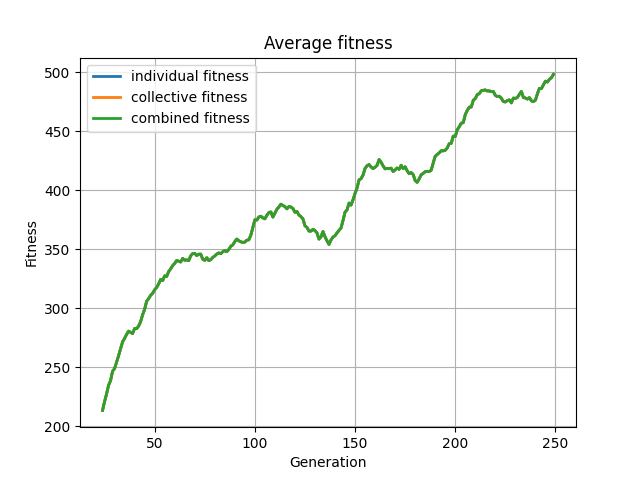 Average fitness
individual fitness
collective fitness
combined fitness
Fitness
500
450
400
350
300
250
200
50 100 150 200 250
Generation